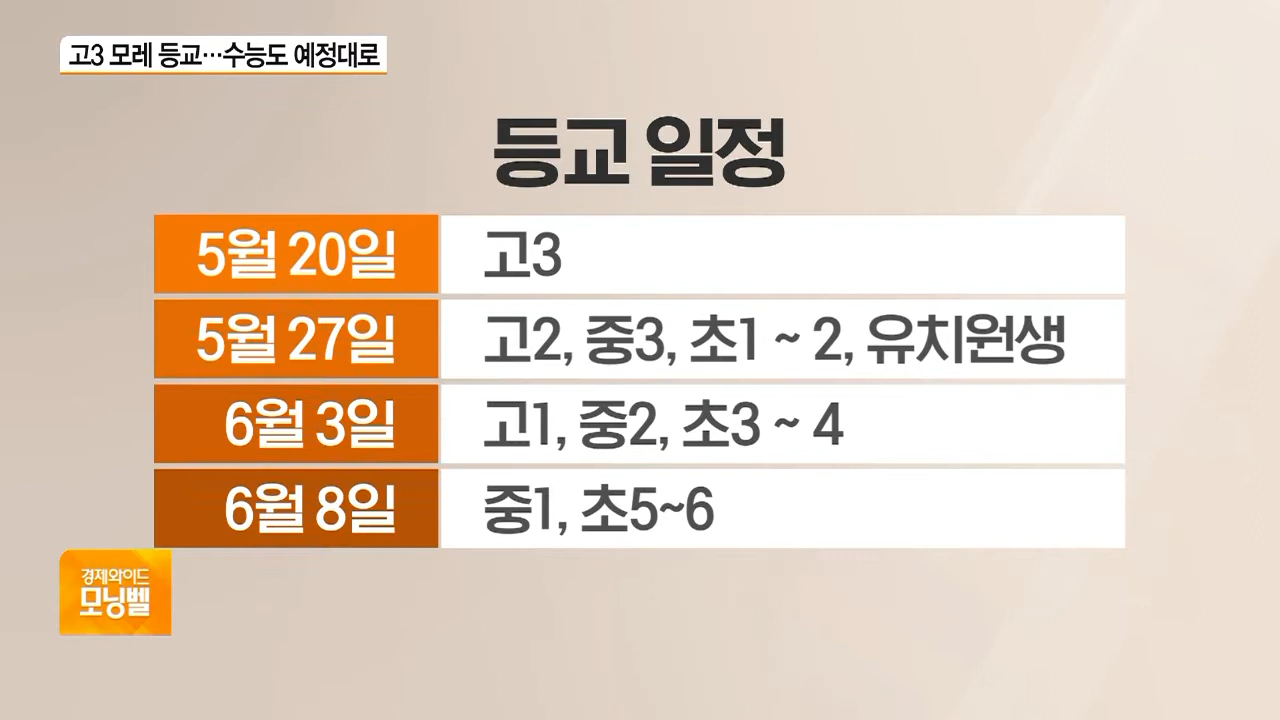 고3 모레 등교…수능도 예정대로
등교 일정
5월 20일 고3
5월 27일 고2, 중3, 초1 ~ 2, 유치원생
6월 3일 고1, 중2, 초3 ~ 4
6월 8일 중1, 초5~6
경제와이드
모닝벨